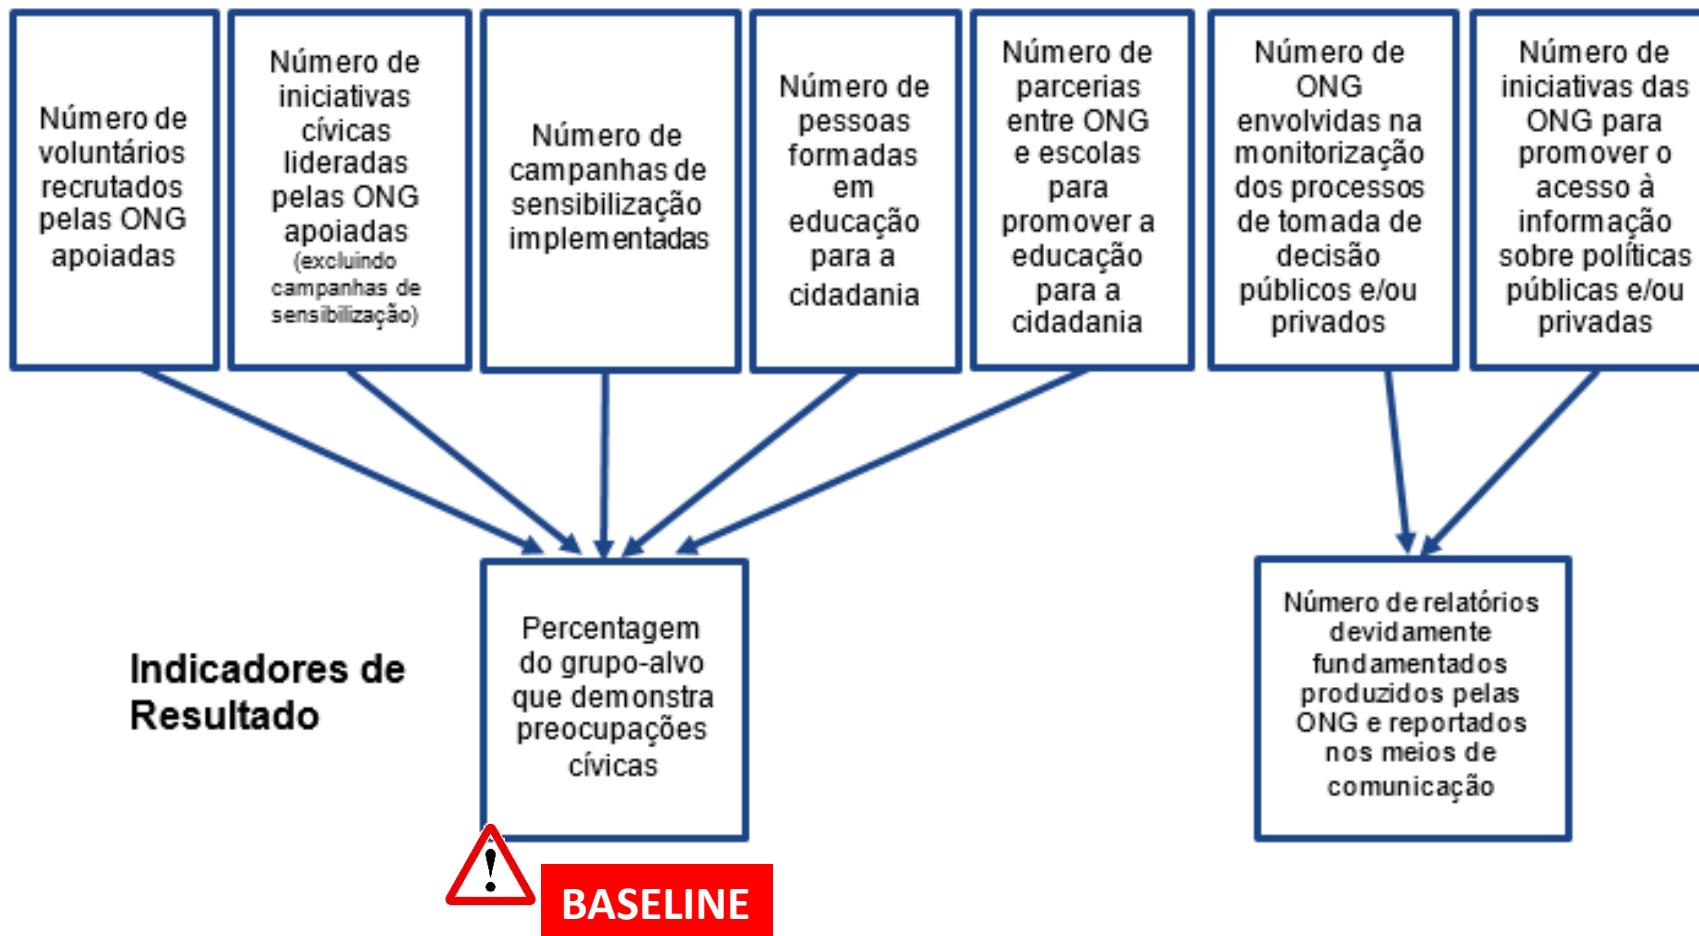 Número de
voluntários
recrutados
pelas ONG
apoiadas
Número de
iniciativas
cívicas
lideradas
pelas ONG
apoiadas
(excluindo
campanhas de
sensibilização)
Número de
campanhas de
sensibilização
implementadas
Número de
pessoas
formadas
em
educação
para a
cidadania
Número de
parcerias
entre ONG
e escolas
para
promover a
educação
para a
cidadania
Número de
ONG
envolvidas na
monitorização
dos processos
de tomada de
decisão
públicos e/ou
privados
Número de
iniciativas das
ONG para
promover o
acesso à
informação
sobre políticas
públicas e/ou
privadas
Indicadores de
Resultado
Percentagem
do grupo-alvo
que demonstra
preocupações
cívicas
Número de relatórios
devidamente
fundamentados
produzidos pelas
ONG e reportados
nos meios de
comunicação
!
BASELINE